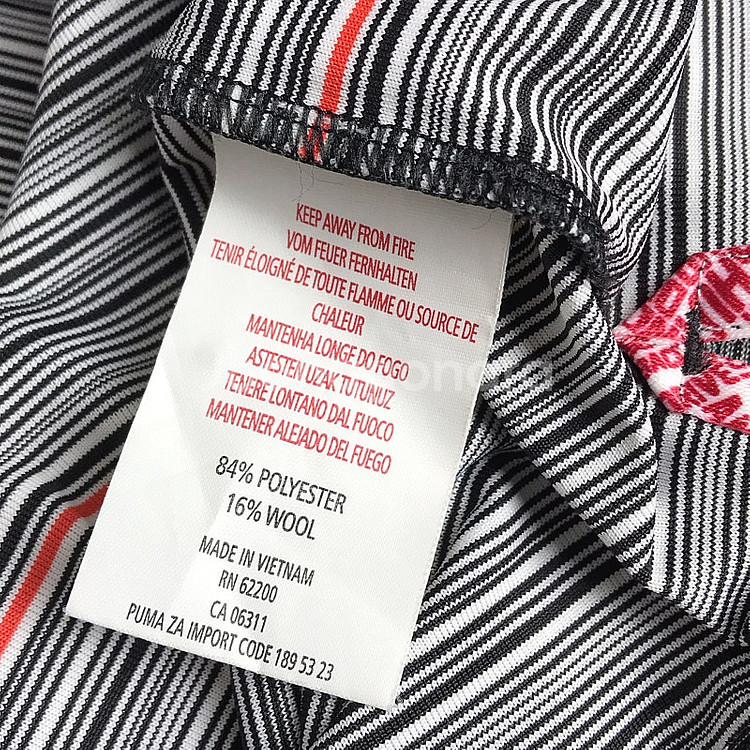 KEEP AWAY FROM FIRE
VOM FEUER FERNHALTEN
TENIR ÉLOIGNÉ DE TOUTE FLAMME OU SOURCE DE
CHALEUR
MANTENHA LONGE DO FOGO
ASTESTEN UZAK TUTUNUZ
TENERE LONTANO DAL FUOCO
MANTENER ALEJADO DEL FUEGO
84% POLYESTER
16% WOOL
MADE IN VIETNAM
RN 62200
CA 06311
PUMA ZA IMPORT CODE 189 53 23